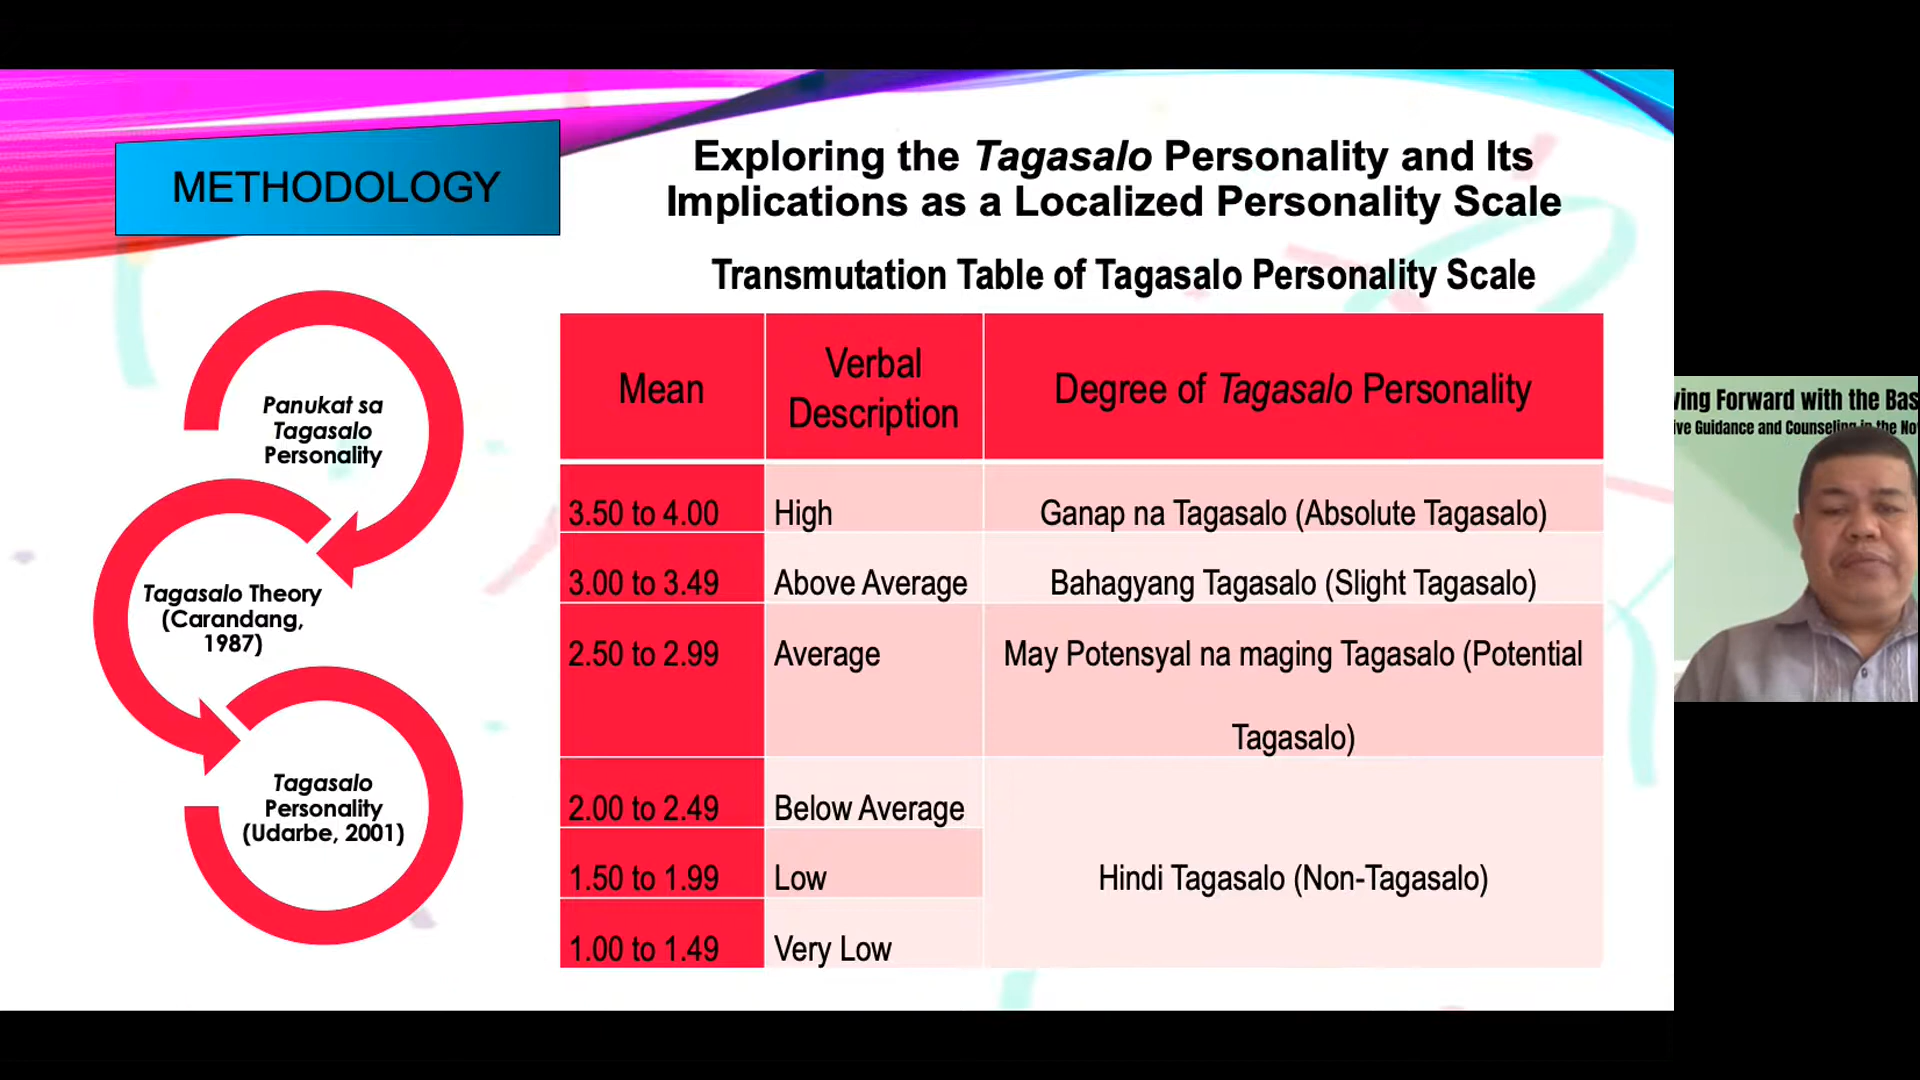 METHODOLOGY
Exploring the Tagasalo Personality and Its
Implications as a Localized Personality Scale
Transmutation Table of Tagasalo Personality Scale
Panukat sa
Tagasalo
Personality
Tagasalo Theory
(Carandang,
1987)
Tagasalo
Personality
(Udarbe, 2001)
Mean
Verbal
Description
Degree of Tagasalo Personality
3.50 to 4.00
High
Ganap na Tagasalo (Absolute Tagasalo)
3.00 to 3.49
Above Average
Bahagyang Tagasalo (Slight Tagasalo)
2.50 to 2.99
Average
May Potensyal na maging Tagasalo (Potential
Tagasalo)
2.00 to 2.49
Below Average
1.50 to 1.99
Low
Hindi Tagasalo (Non-Tagasalo)
1.00 to 1.49
Very Low
Forward with the
Guidance and Counseling in the